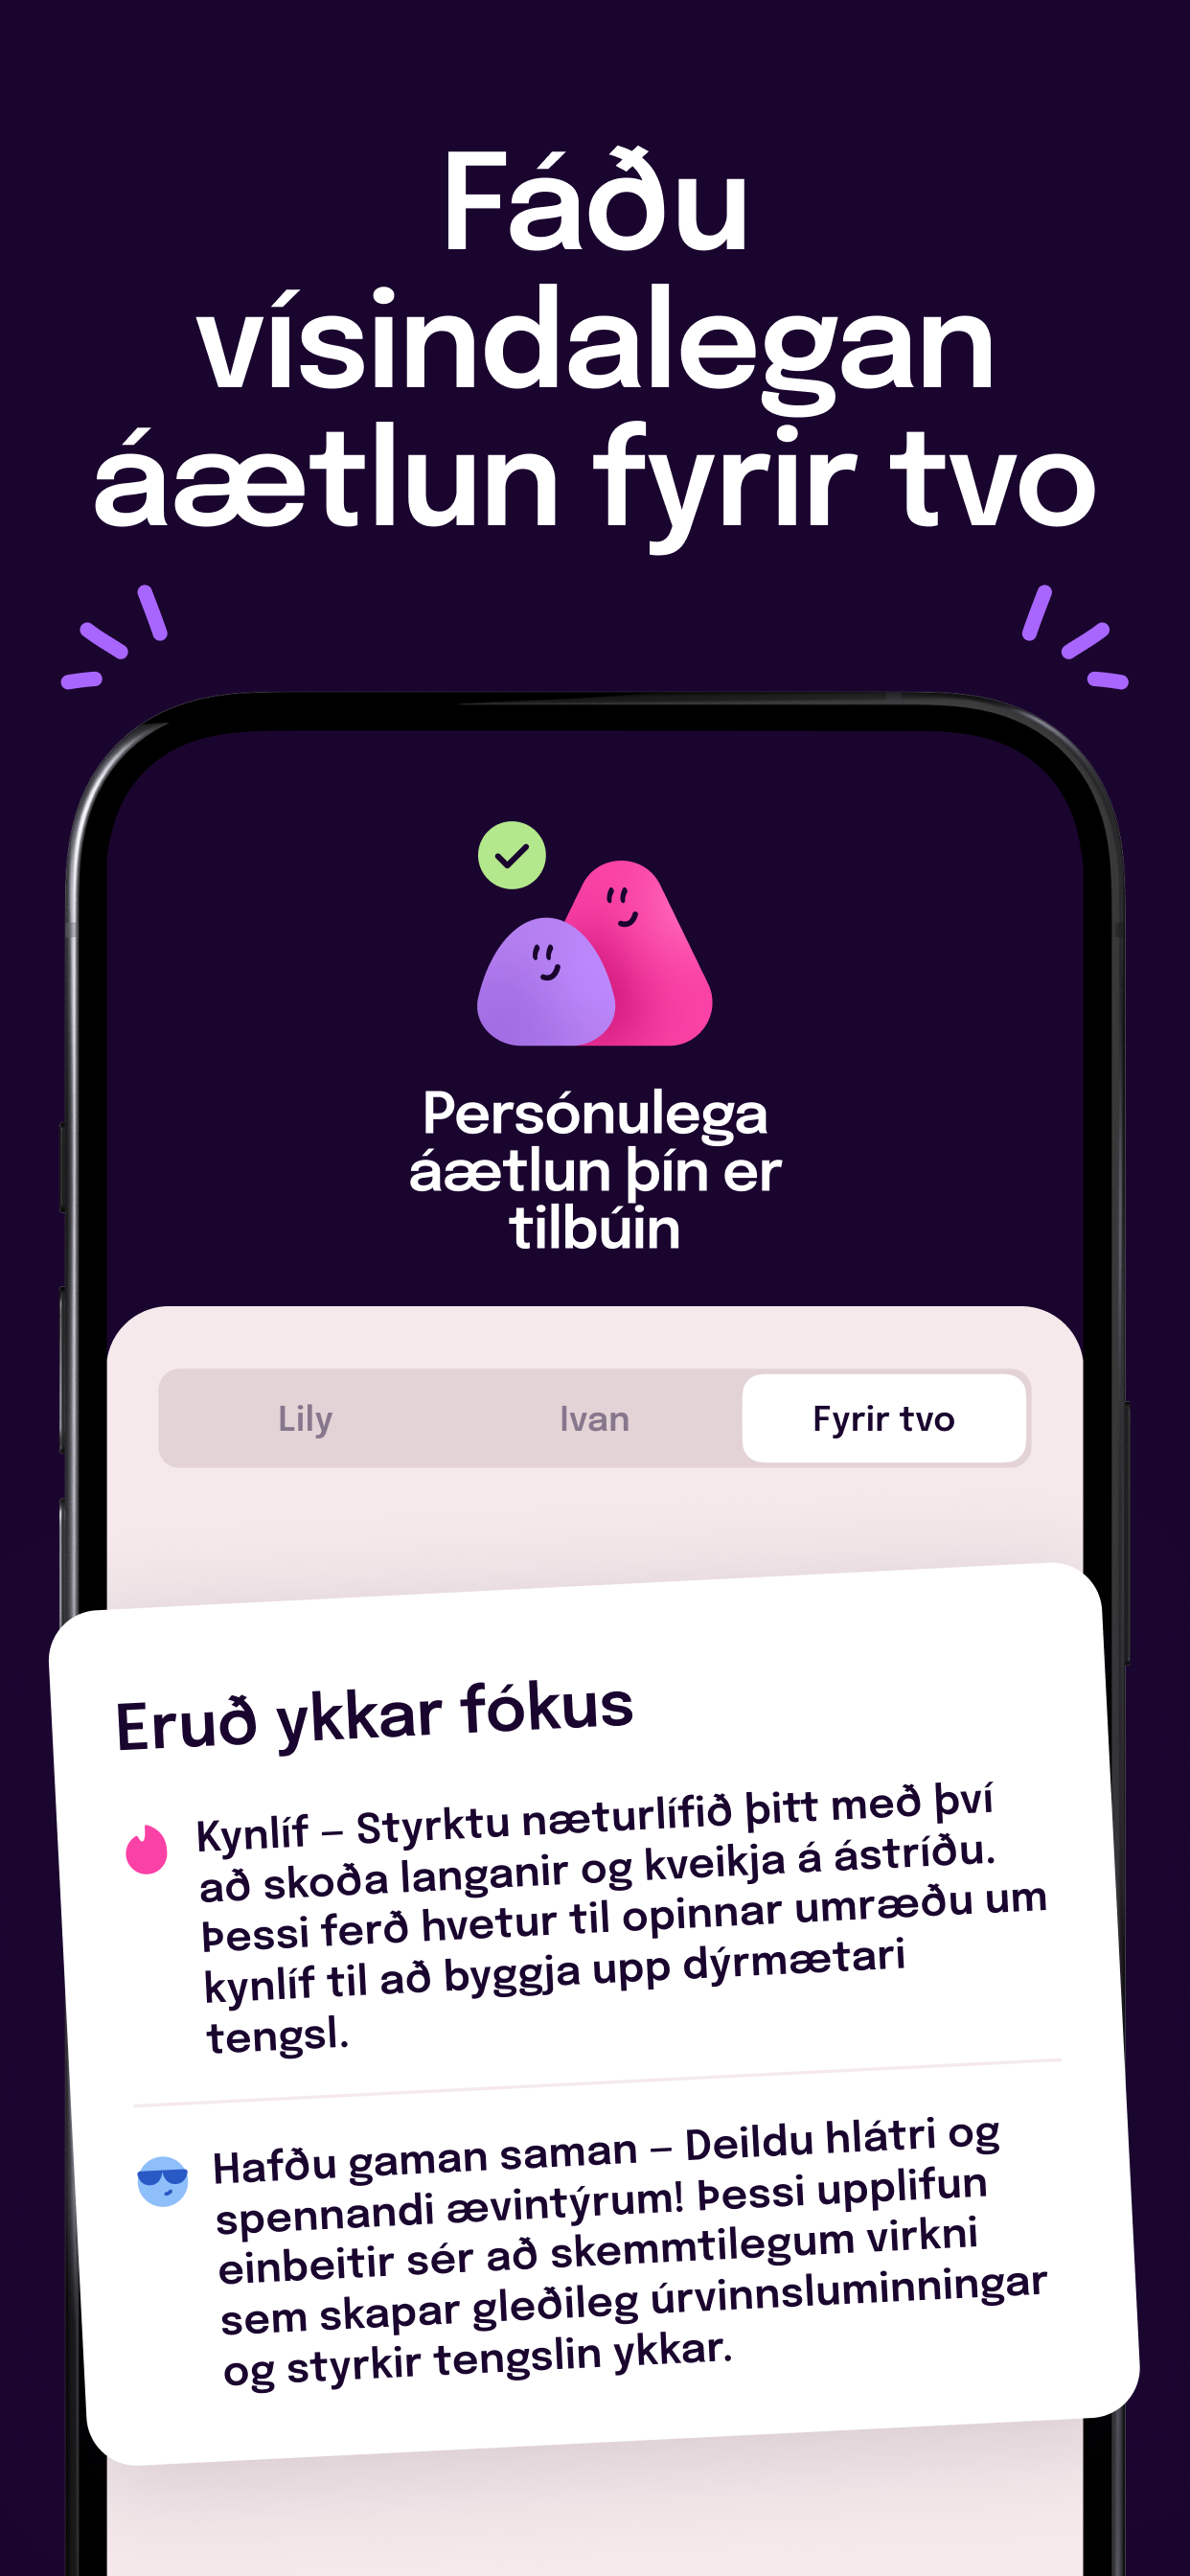 Fáðu
vísindalegan
áætlun fyrir tvo
Persónulega
áætlun þín er
tilbúin
Lily
Ivan
Fyrir tvo
Eruð ykkar fókus
Kynlíf – Styrktu næturlífið þitt með því
að skoða langanir og kveikja á ástríðu.
Þessi ferð hvetur til opinnar umræðu um
kynlíf til að byggja upp dýrmætari
tengsl.
Hafðu gaman saman – Deildu hlátri og
spennandi ævintýrum! Þessi upplifun
einbeitir sér að skemmtilegum virkni
sem skapar gleðileg úrvinnsluminningar
og styrkir tengslin ykkar.